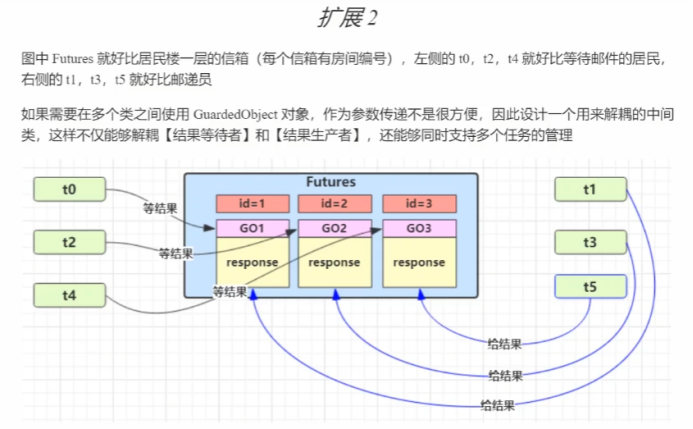 扩展 2
图中 Futures 就好比居民楼一层的信箱（每个信箱有房间编号），左侧的 t0，t2，t4 就好比等待邮件的居民，
右侧的 t1，t3，t5 就好比邮递员
如果需要在多个类之间使用 GuardedObject 对象，作为参数传递不是很方便，因此设计一个用来解耦的中间
类，这样不仅能够解耦【结果等待者】和【结果生产者】，还能够同时支持多个任务的管理
Futures
t0
id=1
id=2
id=3
t1
等结果
GO1
GO2
GO3
t2
等结果
t3
response
response
response
t4
等结果
t5
给结果
给结果
给结果